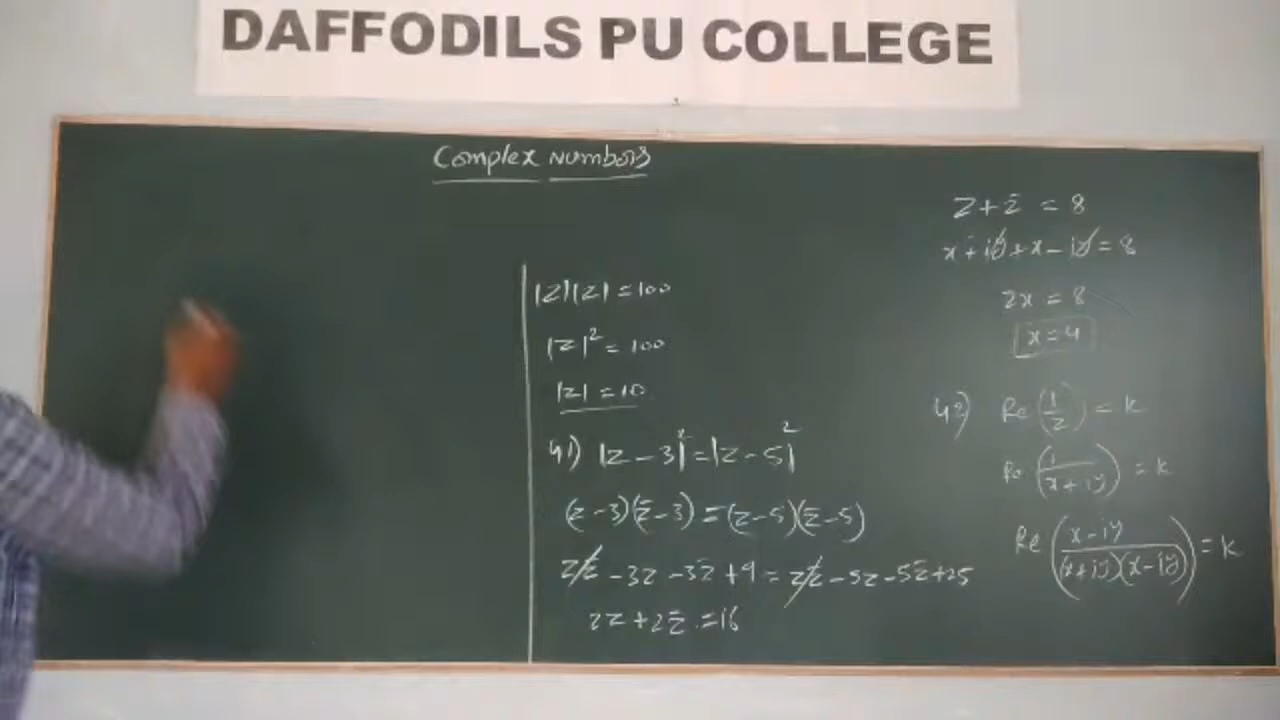 DAFFODILS PU COLLEGE
Complex numbers
|z||z| = 100
|z|² = 100
|z| = 10
41) |z - 3|² = |z - 5|²
(z - 3)(z̄ - 3) = (z - 5)(z̄ - 5)
zz̄ - 3z - 3z̄ + 9 = zz̄ - 5z - 5z̄ + 25
2z + 2z̄ = 16
z + z̄ = 8
x + iy + x - iy = 8
2x = 8
x = 4
42) Re(1/z) = k
Re(1/(x + iy)) = k
Re((x - iy)/((x + iy)(x - iy))) = k